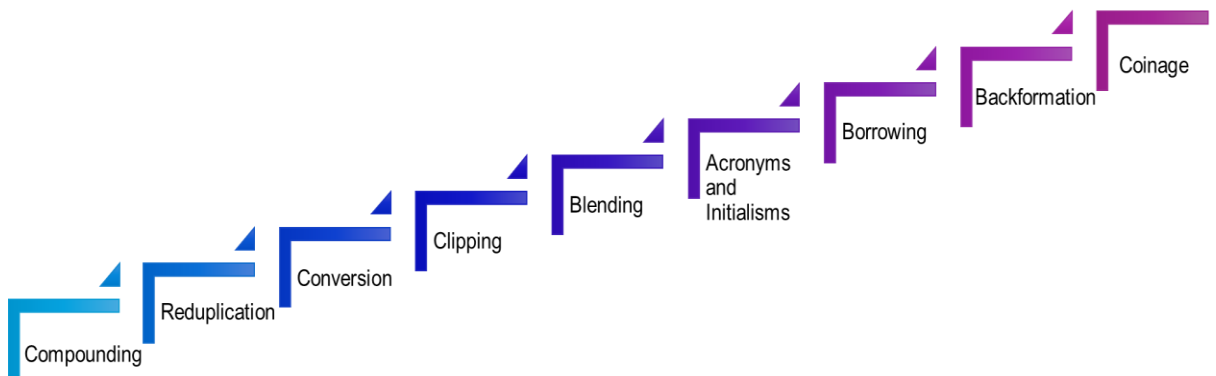 Compounding
Reduplication
Conversion
Clipping
Blending
Acronyms
and
Initialisms
Borrowing
Backformation
Coinage